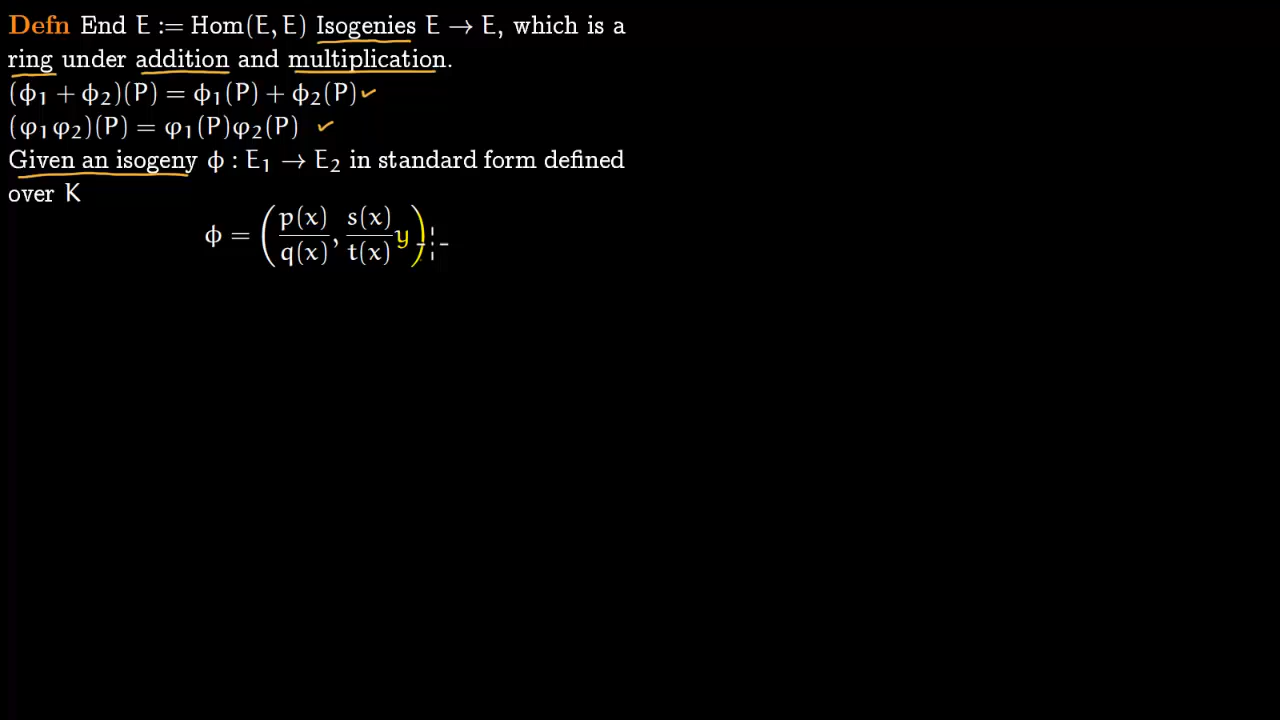 Defn End E := Hom(E, E) Isogenies E → E, which is a
ring under addition and multiplication.
(ϕ₁ + ϕ₂)(P) = ϕ₁(P) + ϕ₂(P) ✓
(φ₁φ₂)(P) = φ₁(P)φ₂(P) ✓
Given an isogeny ϕ : E₁ → E₂ in standard form defined
over K
ϕ = (p(x)/q(x), s(x)/t(x) y)